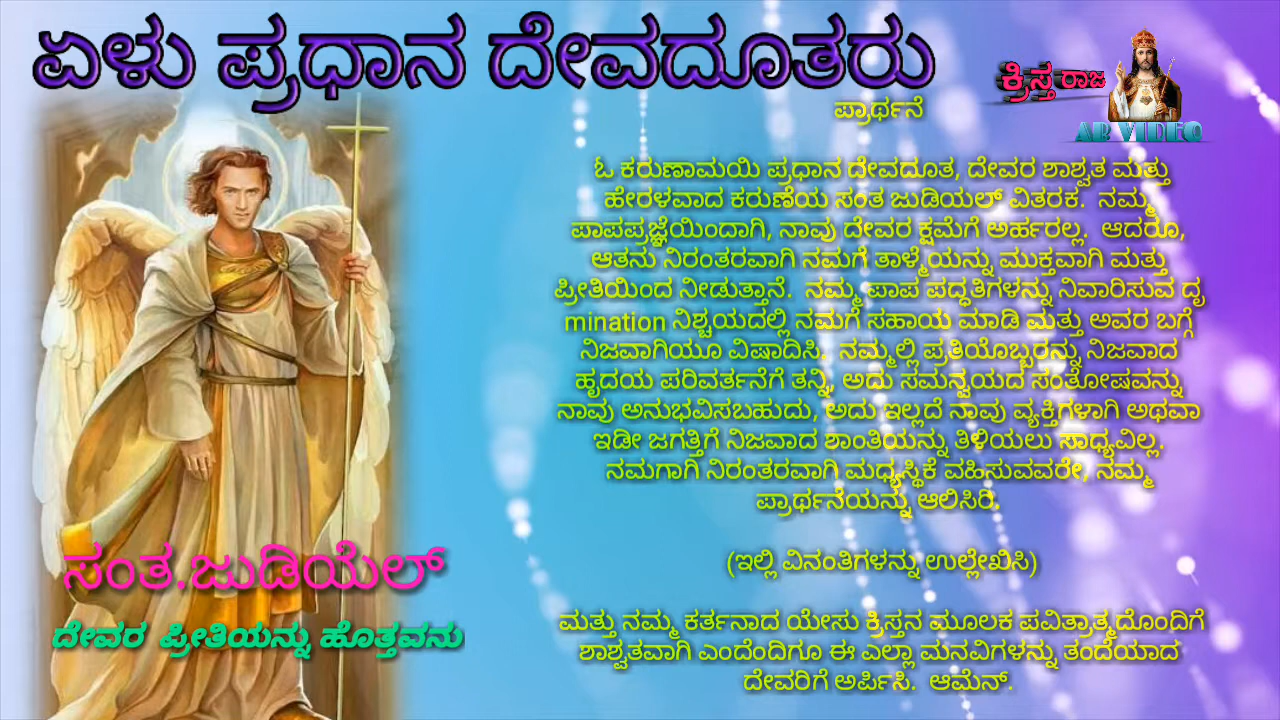 ಏಳು ಪ್ರಧಾನ ದೇವದೂತರು
ಕ್ರಿಸ್ತ ರಾಜ
AB VIDEO
ಪ್ರಾರ್ಥನೆ
ಓ ಕರುಣಾಮಯಿ ಪ್ರಧಾನ ದೇವದೂತ, ದೇವರ ಶಾಶ್ವತ ಮತ್ತು
ಹೇರಳವಾದ ಕರುಣೆಯ ಸಂತ ಜುಡಿಯಲ್ ವಿತರಕ. ನಮ್ಮ
ಪಾಪಪ್ರಜ್ಞೆಯಿಂದಾಗಿ, ನಾವು ದೇವರ ಕ್ಷಮೆಗೆ ಅರ್ಹರಲ್ಲ. ಆದರೂ,
ಆತನು ನಿರಂತರವಾಗಿ ನಮಗೆ ತಾಳ್ಮೆಯನ್ನು ಮುಕ್ತವಾಗಿ ಮತ್ತು
ಪ್ರೀತಿಯಿಂದ ನೀಡುತ್ತಾನೆ. ನಮ್ಮ ಪಾಪ ಪದ್ಧತಿಗಳನ್ನು ನಿವಾರಿಸುವ ದೃ
mination ನಿಶ್ಚಯದಲ್ಲಿ ನಮಗೆ ಸಹಾಯ ಮಾಡಿ ಮತ್ತು ಅವರ ಬಗ್ಗೆ
ನಿಜವಾಗಿಯೂ ವಿಷಾದಿಸಿ. ನಮ್ಮಲ್ಲಿ ಪ್ರತಿಯೊಬ್ಬರನ್ನು ನಿಜವಾದ
ಹೃದಯ ಪರಿವರ್ತನೆಗೆ ತನ್ನಿ, ಅದು ಸಮನ್ವಯದ ಸಂತೋಷವನ್ನು
ನಾವು ಅನುಭವಿಸಬಹುದು, ಅದು ಇಲ್ಲದೆ ನಾವು ವ್ಯಕ್ತಿಗಳಾಗಿ ಅಥವಾ
ಇಡೀ ಜಗತ್ತಿಗೆ ನಿಜವಾದ ಶಾಂತಿಯನ್ನು ತಿಳಿಯಲು ಸಾಧ್ಯವಿಲ್ಲ.
ನಮಗಾಗಿ ನಿರಂತರವಾಗಿ ಮಧ್ಯಸ್ಥಿಕೆ ವಹಿಸುವವರೇ, ನಮ್ಮ
ಪ್ರಾರ್ಥನೆಯನ್ನು ಆಲಿಸಿರಿ.
(ಇಲ್ಲಿ ವಿನಂತಿಗಳನ್ನು ಉಲ್ಲೇಖಿಸಿ)
ಮತ್ತು ನಮ್ಮ ಕರ್ತನಾದ ಯೇಸು ಕ್ರಿಸ್ತನ ಮೂಲಕ ಪವಿತ್ರಾತ್ಮದೊಂದಿಗೆ
ಶಾಶ್ವತವಾಗಿ ಎಂದೆಂದಿಗೂ ಈ ಎಲ್ಲಾ ಮನವಿಗಳನ್ನು ತಂದೆಯಾದ
ದೇವರಿಗೆ ಅರ್ಪಿಸಿ. ಆಮೆನ್.
ಸಂತ.ಜುಡಿಯೆಲ್
ದೇವರ ಪ್ರೀತಿಯನ್ನು ಹೊತ್ತವನು